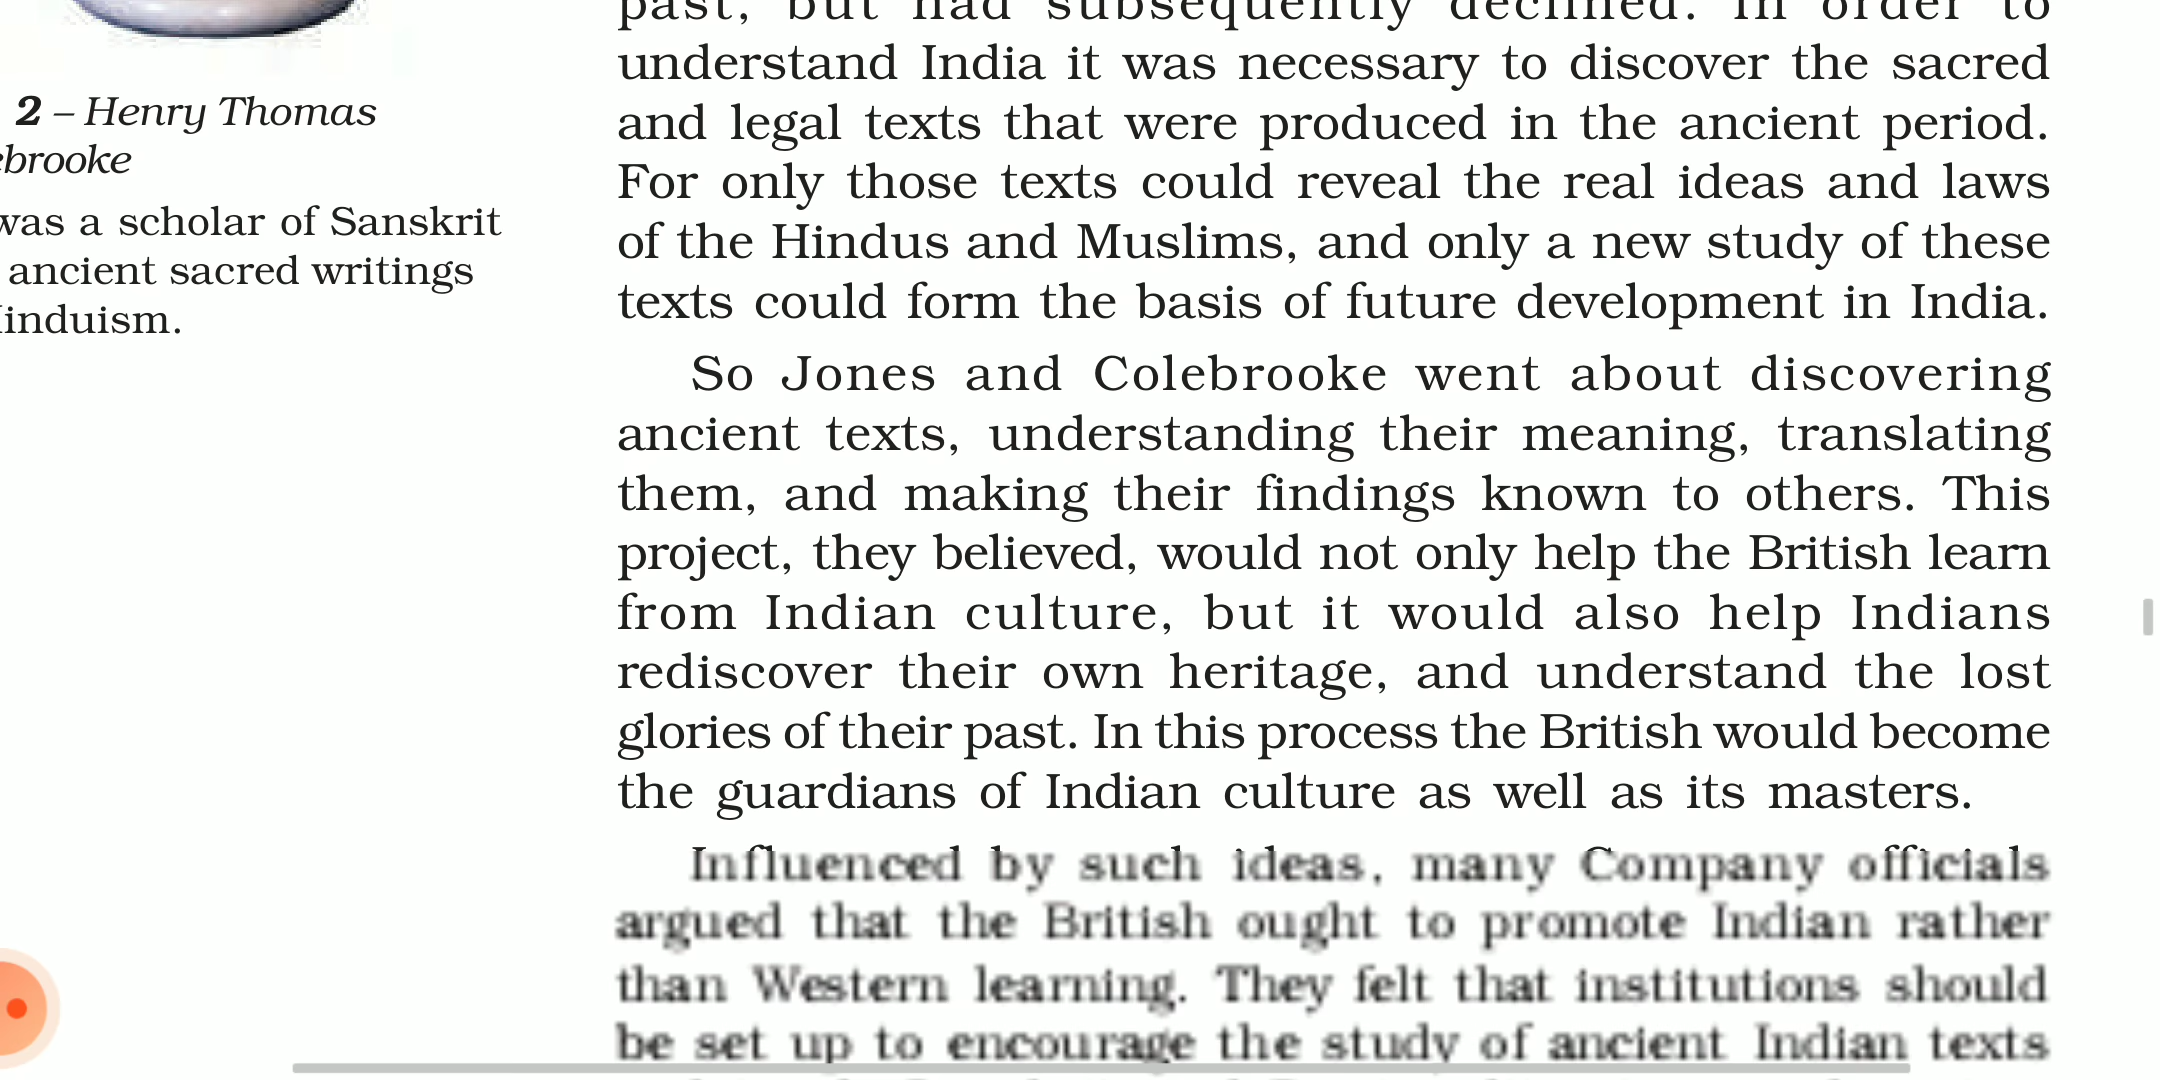 2 – Henry Thomas
ebrooke
was a scholar of Sanskrit
ancient sacred writings
Hinduism.
past, but had subsequently declined. In order to
understand India it was necessary to discover the sacred
and legal texts that were produced in the ancient period.
For only those texts could reveal the real ideas and laws
of the Hindus and Muslims, and only a new study of these
texts could form the basis of future development in India.
So Jones and Colebrooke went about discovering
ancient texts, understanding their meaning, translating
them, and making their findings known to others. This
project, they believed, would not only help the British learn
from Indian culture, but it would also help Indians
rediscover their own heritage, and understand the lost
glories of their past. In this process the British would become
the guardians of Indian culture as well as its masters.
Influenced by such ideas, many Company officials
argued that the British ought to promote Indian rather
than Western learning. They felt that institutions should
be set up to encourage the study of ancient Indian texts